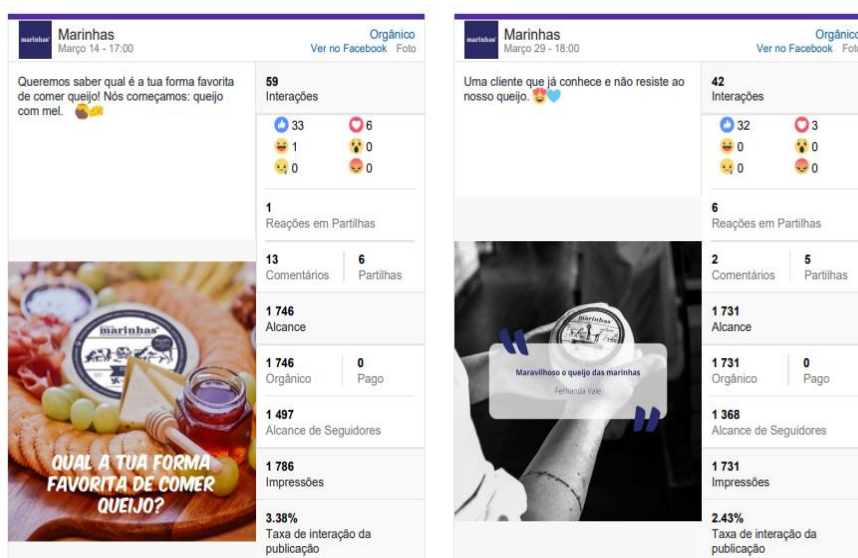 marinhas
Marinhas
Março 14 - 17:00
Orgânico
Ver no Facebook Foto
Queremos saber qual é a tua forma favorita
de comer queijo! Nós começamos: queijo
com mel.
59
Interações
33 6
1 0
0 0
1
Reações em Partilhas
13 6
Comentários Partilhas
1 746
Alcance
1 746 0
Orgânico Pago
1 497
Alcance de Seguidores
1 786
Impressões
3.38%
Taxa de interação da
publicação
marinhas
QUAL A TUA FORMA
FAVORITA DE COMER
QUEIJO?
marinhas
Marinhas
Março 29 - 18:00
Orgânico
Ver no Facebook
Uma cliente que já conhece e não resiste ao
nosso queijo.
42
Interações
32 3
0 0
0 0
6
Reações em Partilhas
2 5
Comentários Partilhas
1 731
Alcance
1 731 0
Orgânico Pago
1 368
Alcance de Seguidores
1 731
Impressões
2.43%
Taxa de interação da
publicação
marinhas
Maravilhoso o queijo das marinhas
Fernanda Vale